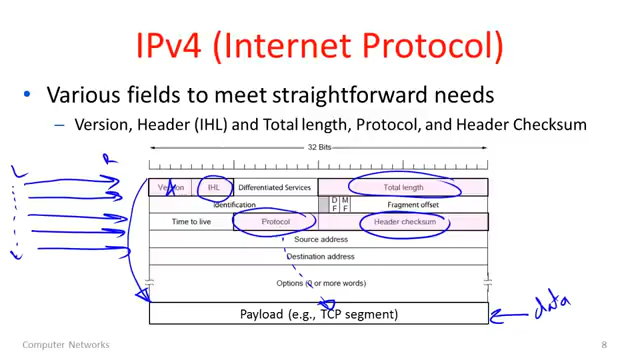 IPv4 (Internet Protocol)
• Various fields to meet straightforward needs
– Version, Header (IHL) and Total length, Protocol, and Header Checksum
32 Bits
L R
Version IHL Differentiated Services Total length
Identification D F M F Fragment offset
Time to live Protocol Header checksum
Source address
Destination address
Options (0 or more words)
Payload (e.g., TCP segment) data
Computer Networks 8